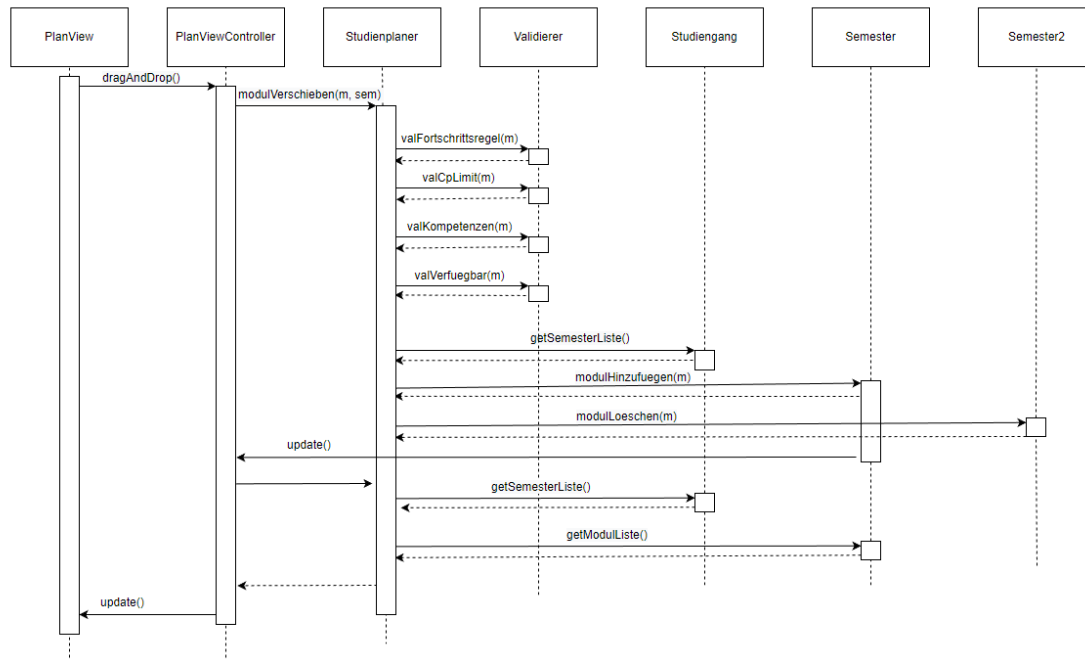 PlanView
PlanViewController
Studienplaner
Validierer
Studiengang
Semester
Semester2
dragAndDrop()
modulVerschieben(m, sem)
valFortschrittsregel(m)
valCpLimit(m)
valKompetenzen(m)
valVerfuegbar(m)
getSemesterListe()
modulHinzufuegen(m)
modulLoeschen(m)
update()
getSemesterListe()
getModulListe()
update()